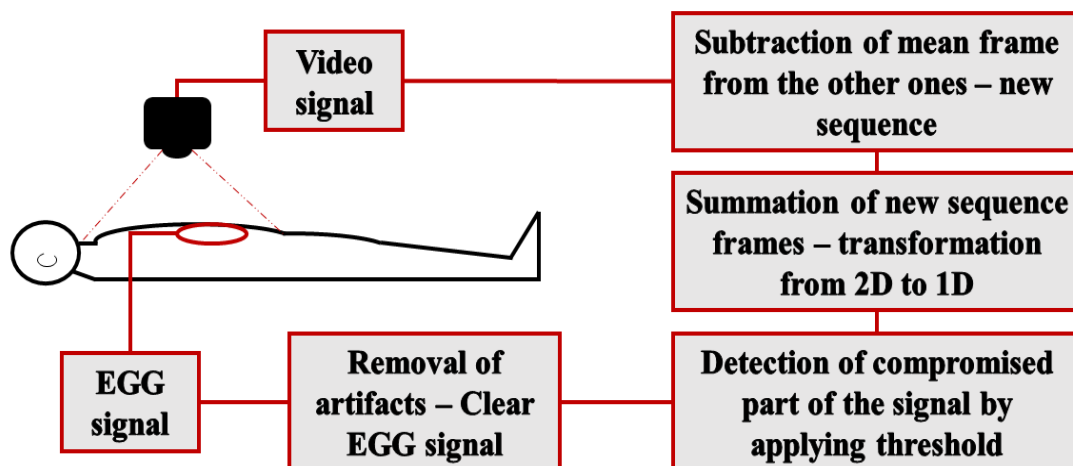 Video
signal
Subtraction of mean frame
from the other ones – new
sequence
Summation of new sequence
frames – transformation
from 2D to 1D
Detection of compromised
part of the signal by
applying threshold
Removal of
artifacts – Clear
EGG signal
EGG
signal